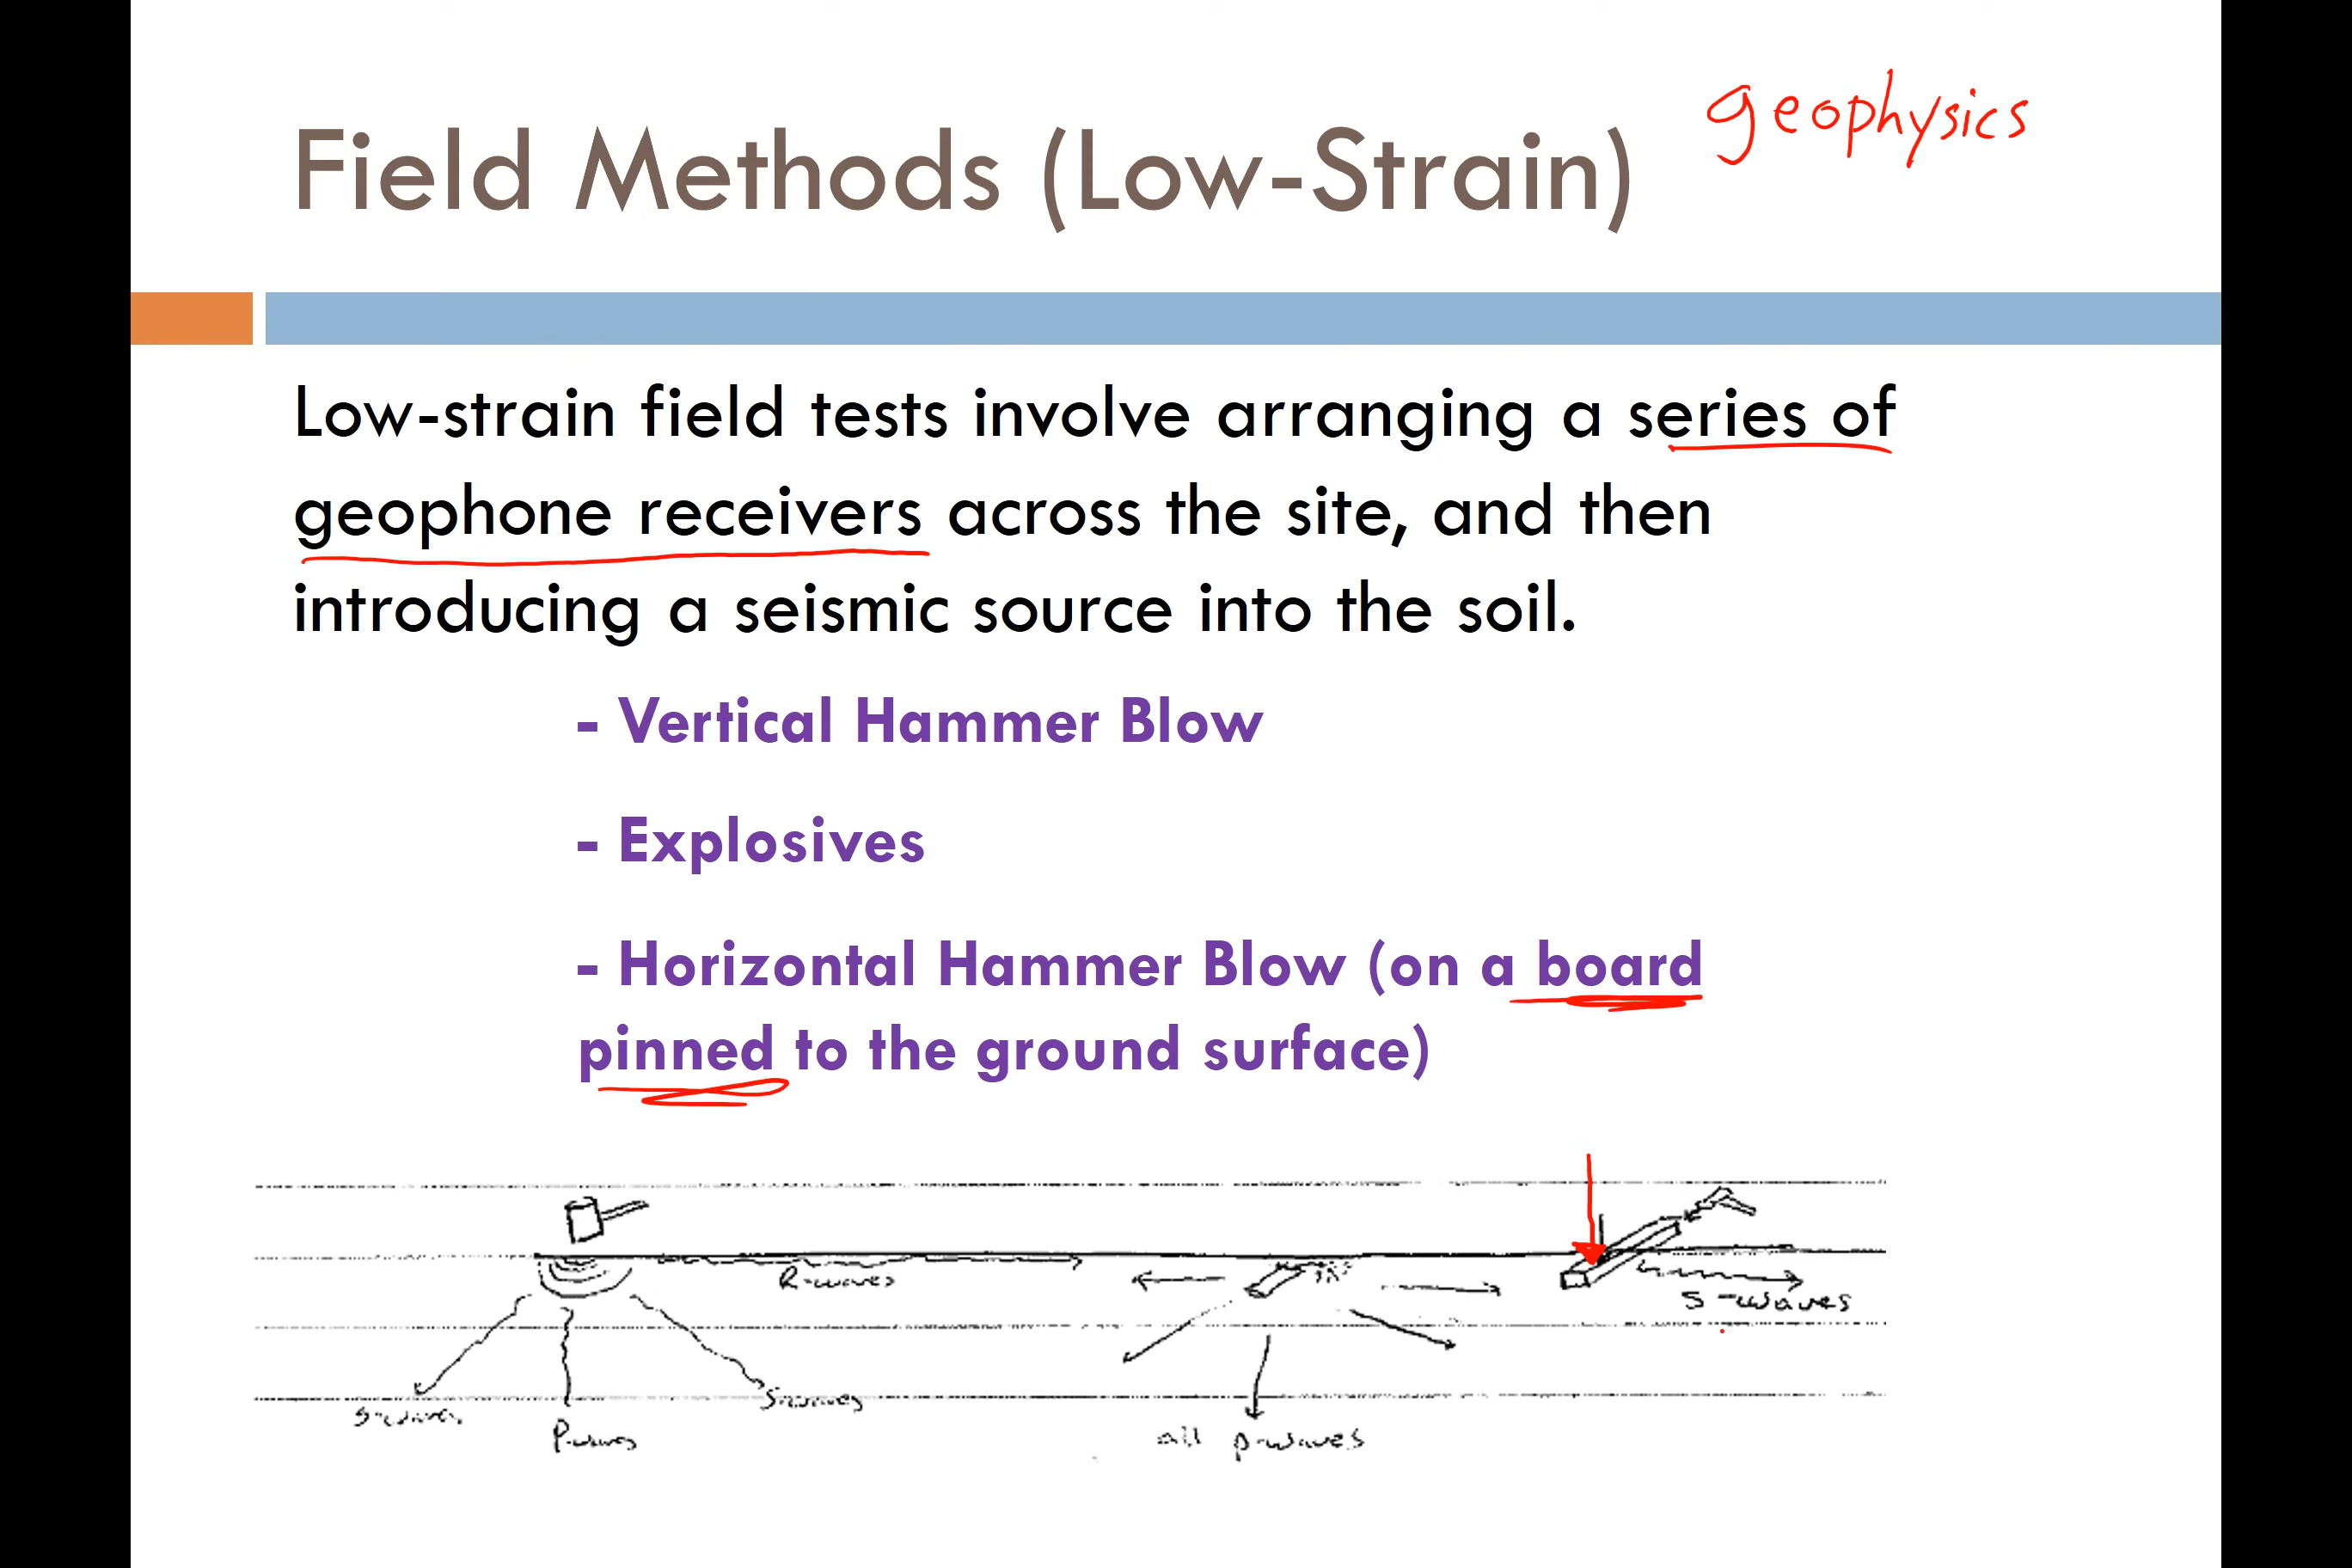 Field Methods (Low-Strain)
geophysics
Low-strain field tests involve arranging a series of
geophone receivers across the site, and then
introducing a seismic source into the soil.
- Vertical Hammer Blow
- Explosives
- Horizontal Hammer Blow (on a board
pinned to the ground surface)
R-waves
S-waves
S-waves
S-waves
P-waves
all p-waves